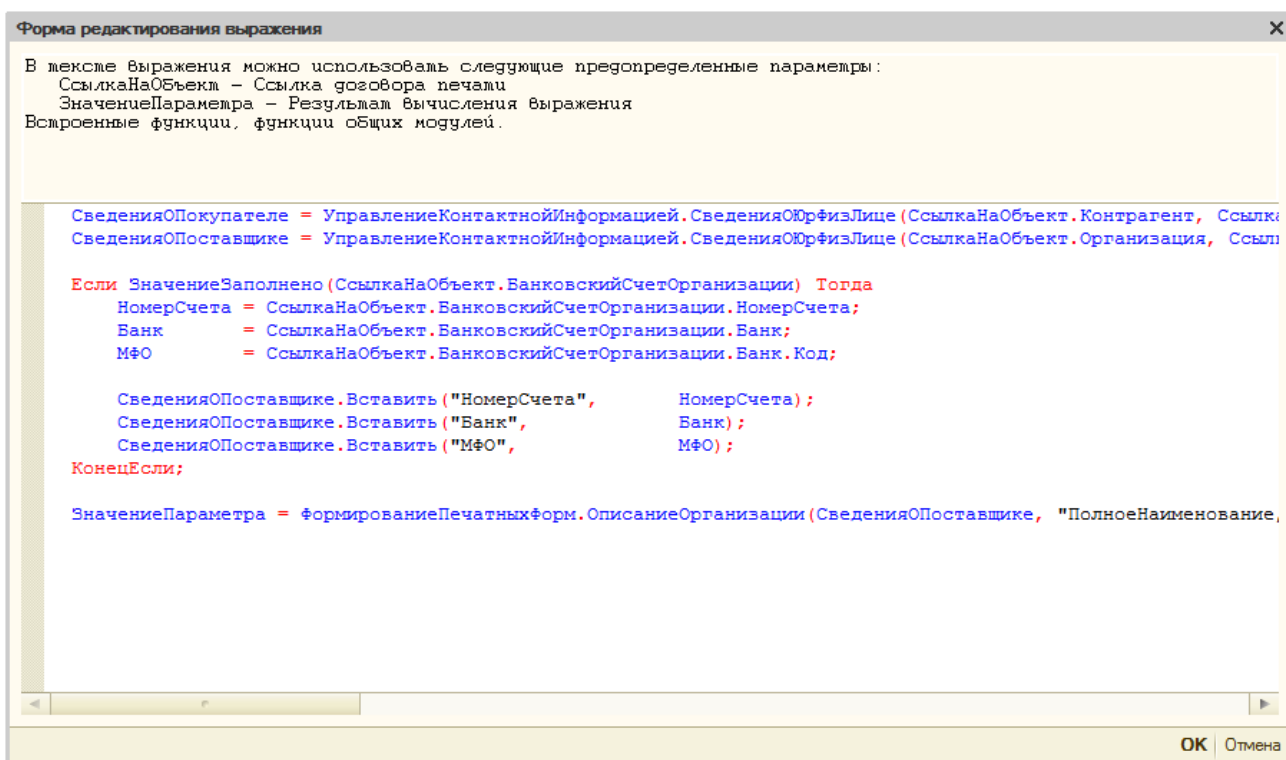 Форма редактирования выражения
В тексте выражения можно использовать следующие предопределенные параметры:
СсылкаНаОбъект – Ссылка договора печати
ЗначениеПараметра – Результат вычисления выражения
Встроенные функции, функции общих модулей.
СведенияОПокупателе = УправлениеКонтактнойИнформацией.СведенияОЮрФизЛице(СсылкаНаОбъект.Контрагент,
СведенияОПоставщике = УправлениеКонтактнойИнформацией.СведенияОЮрФизЛице(СсылкаНаОбъект.Организация,
Если ЗначениеЗаполнено(СсылкаНаОбъект.БанковскийСчетОрганизации) Тогда
НомерСчета = СсылкаНаОбъект.БанковскийСчетОрганизации.НомерСчета;
Банк = СсылкаНаОбъект.БанковскийСчетОрганизации.Банк;
МФО = СсылкаНаОбъект.БанковскийСчетОрганизации.Банк.Код;
СведенияОПоставщике.Вставить("НомерСчета", НомерСчета);
СведенияОПоставщике.Вставить("Банк", Банк);
СведенияОПоставщике.Вставить("МФО", МФО);
КонецЕсли;
ЗначениеПараметра = ФормированиеПечатныхФорм.ОписаниеОрганизации(СведенияОПоставщике, "ПолноеНаименование,
ОК Отмена